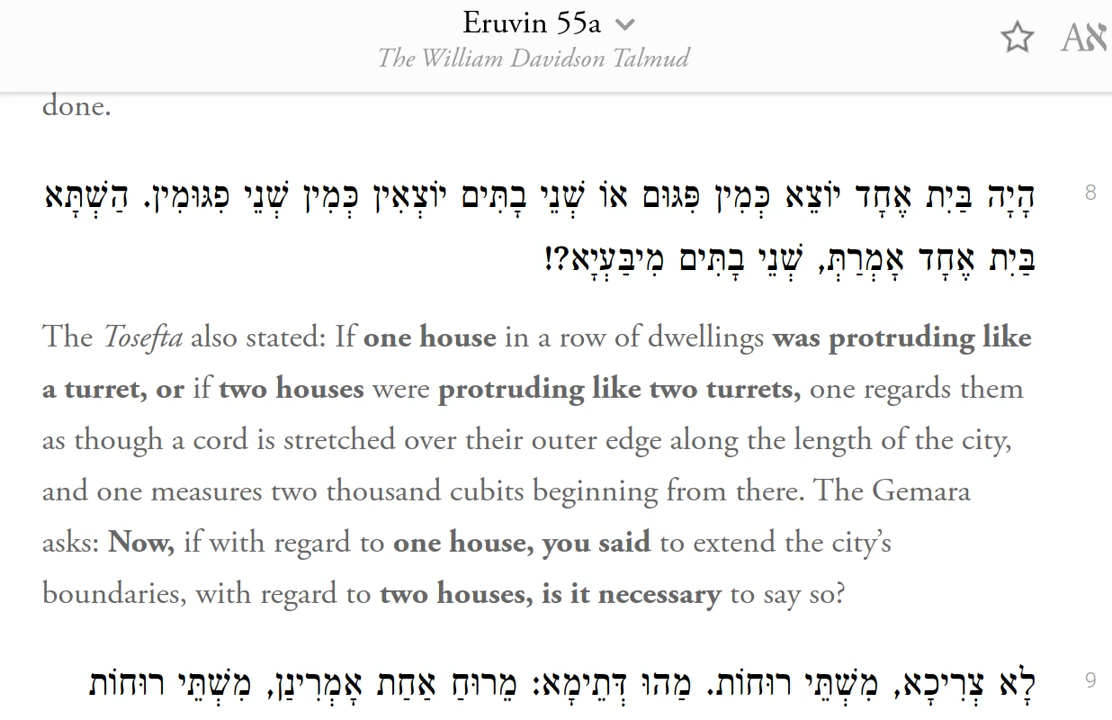 Eruvin 55a
The William Davidson Talmud
Aא
done.
8
הָיָה בַּיִת אֶחָד יוֹצֵא כְּמִין פִּגּוּם אוֹ שְׁנֵי בָתִּים יוֹצְאִין כְּמִין שְׁנֵי פִגּוּמִין. הַשְׁתָּא
בַּיִת אֶחָד אָמְרַתְּ, שְׁנֵי בָתִּים מִיבַּעְיָא?!
The Tosefta also stated: If one house in a row of dwellings was protruding like
a turret, or if two houses were protruding like two turrets, one regards them
as though a cord is stretched over their outer edge along the length of the city,
and one measures two thousand cubits beginning from there. The Gemara
asks: Now, if with regard to one house, you said to extend the city’s
boundaries, with regard to two houses, is it necessary to say so?
9
לָא צְרִיכָא, מִשְׁתֵּי רוּחוֹת. מַהוּ דְּתֵימָא: מֵרוּחַ אַחַת אָמְרִינַן, מִשְׁתֵּי רוּחוֹת